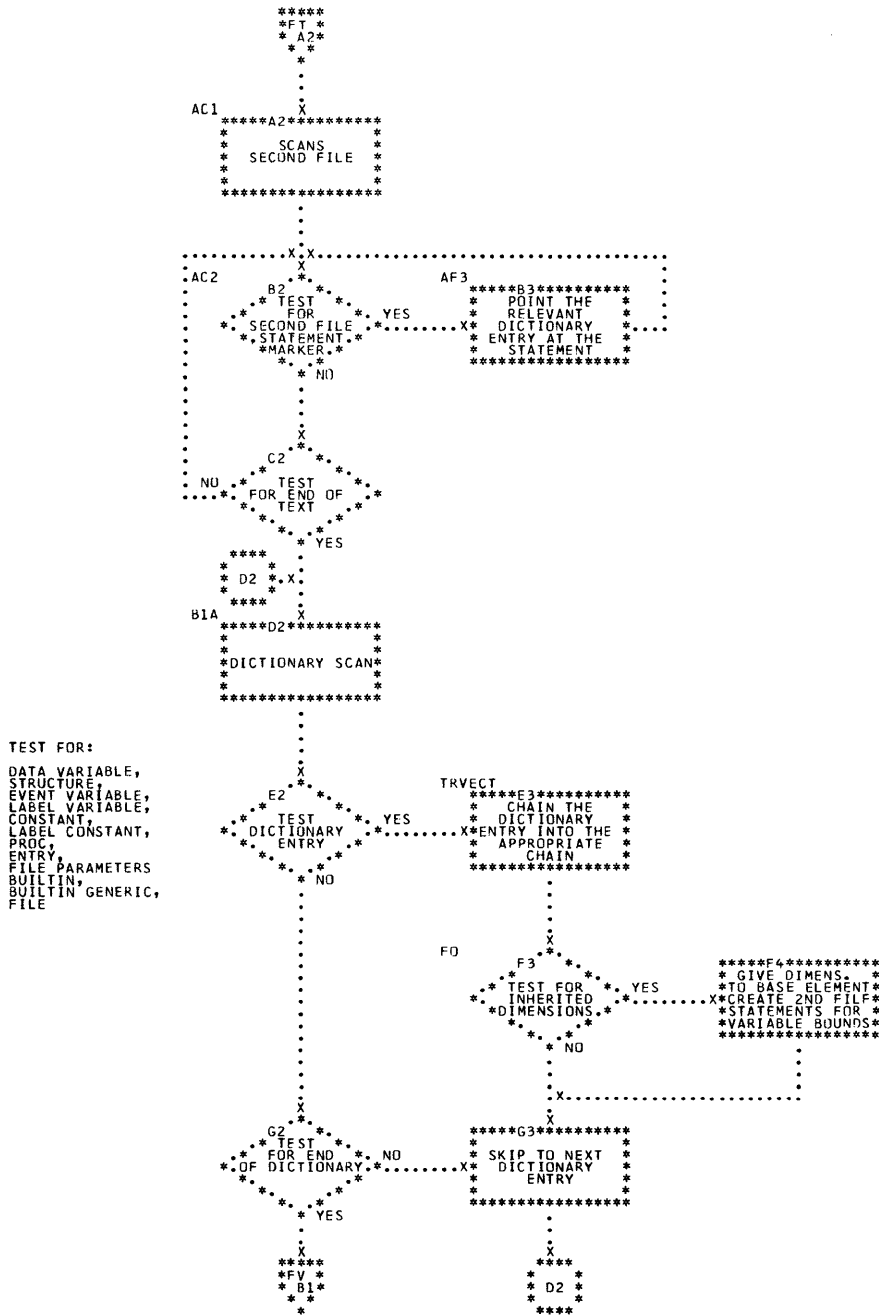 FT
A2
AC1
A2
SCANS
SECOND FILE
AC2
B2
TEST
FOR
SECOND FILE
STATEMENT
MARKER.
YES
NO
AF3
B3
POINT THE
RELEVANT
DICTIONARY
ENTRY AT THE
STATEMENT
C2
TEST
FOR END OF
TEXT
NO
YES
D2
B1A
D2
DICTIONARY SCAN
TEST FOR:
DATA VARIABLE,
STRUCTURE,
EVENT VARIABLE,
LABEL VARIABLE,
CONSTANT,
LABEL CONSTANT,
PROC,
ENTRY,
FILE PARAMETERS
BUILTIN,
BUILTIN GENERIC,
FILE
E2
TEST
DICTIONARY
ENTRY
YES
NO
TRVECT
E3
CHAIN THE
DICTIONARY
ENTRY INTO THE
APPROPRIATE
CHAIN
FO
F3
TEST FOR
INHERITED
DIMENSIONS.
YES
NO
F4
GIVE DIMENS.
TO BASE ELEMENT
CREATE 2ND FILE
STATEMENTS FOR
VARIABLE BOUNDS
G2
TEST
FOR END
OF DICTIONARY.
NO
YES
G3
SKIP TO NEXT
DICTIONARY
ENTRY
FV
B1
D2